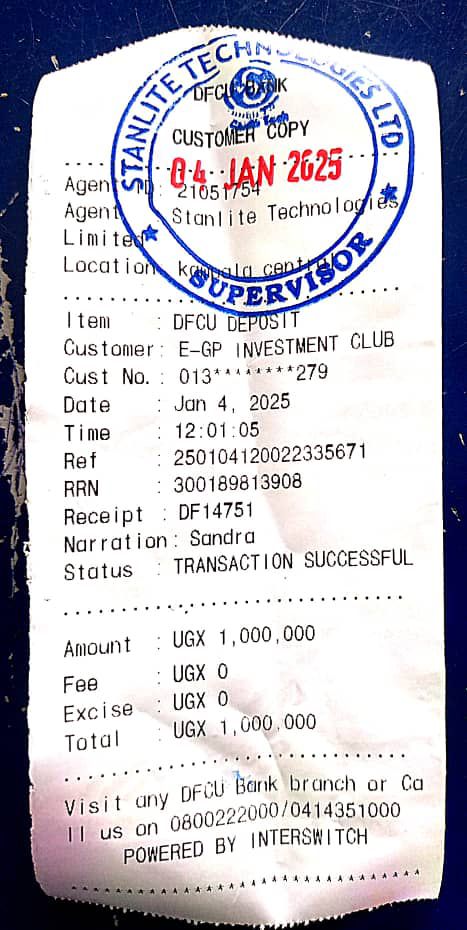 STANLITE TECHNOLOGIES LTD
DFCU BANK
CUSTOMER COPY
04 JAN 2025
Agent ID: 21051754
Agent : Stanlite Technologies
Limited
Location: kampala central
SUPERVISOR
Item : DFCU DEPOSIT
Customer: E-GP INVESTMENT CLUB
Cust No. : 013********279
Date : Jan 4, 2025
Time : 12:01:05
Ref : 250104120022335671
RRN : 300189813908
Receipt : DF14751
Narration: Sandra
Status : TRANSACTION SUCCESSFUL
Amount : UGX 1,000,000
Fee : UGX 0
Excise : UGX 0
Total : UGX 1,000,000
Visit any DFCU Bank branch or Ca
ll us on 0800222000/0414351000
POWERED BY INTERSWITCH